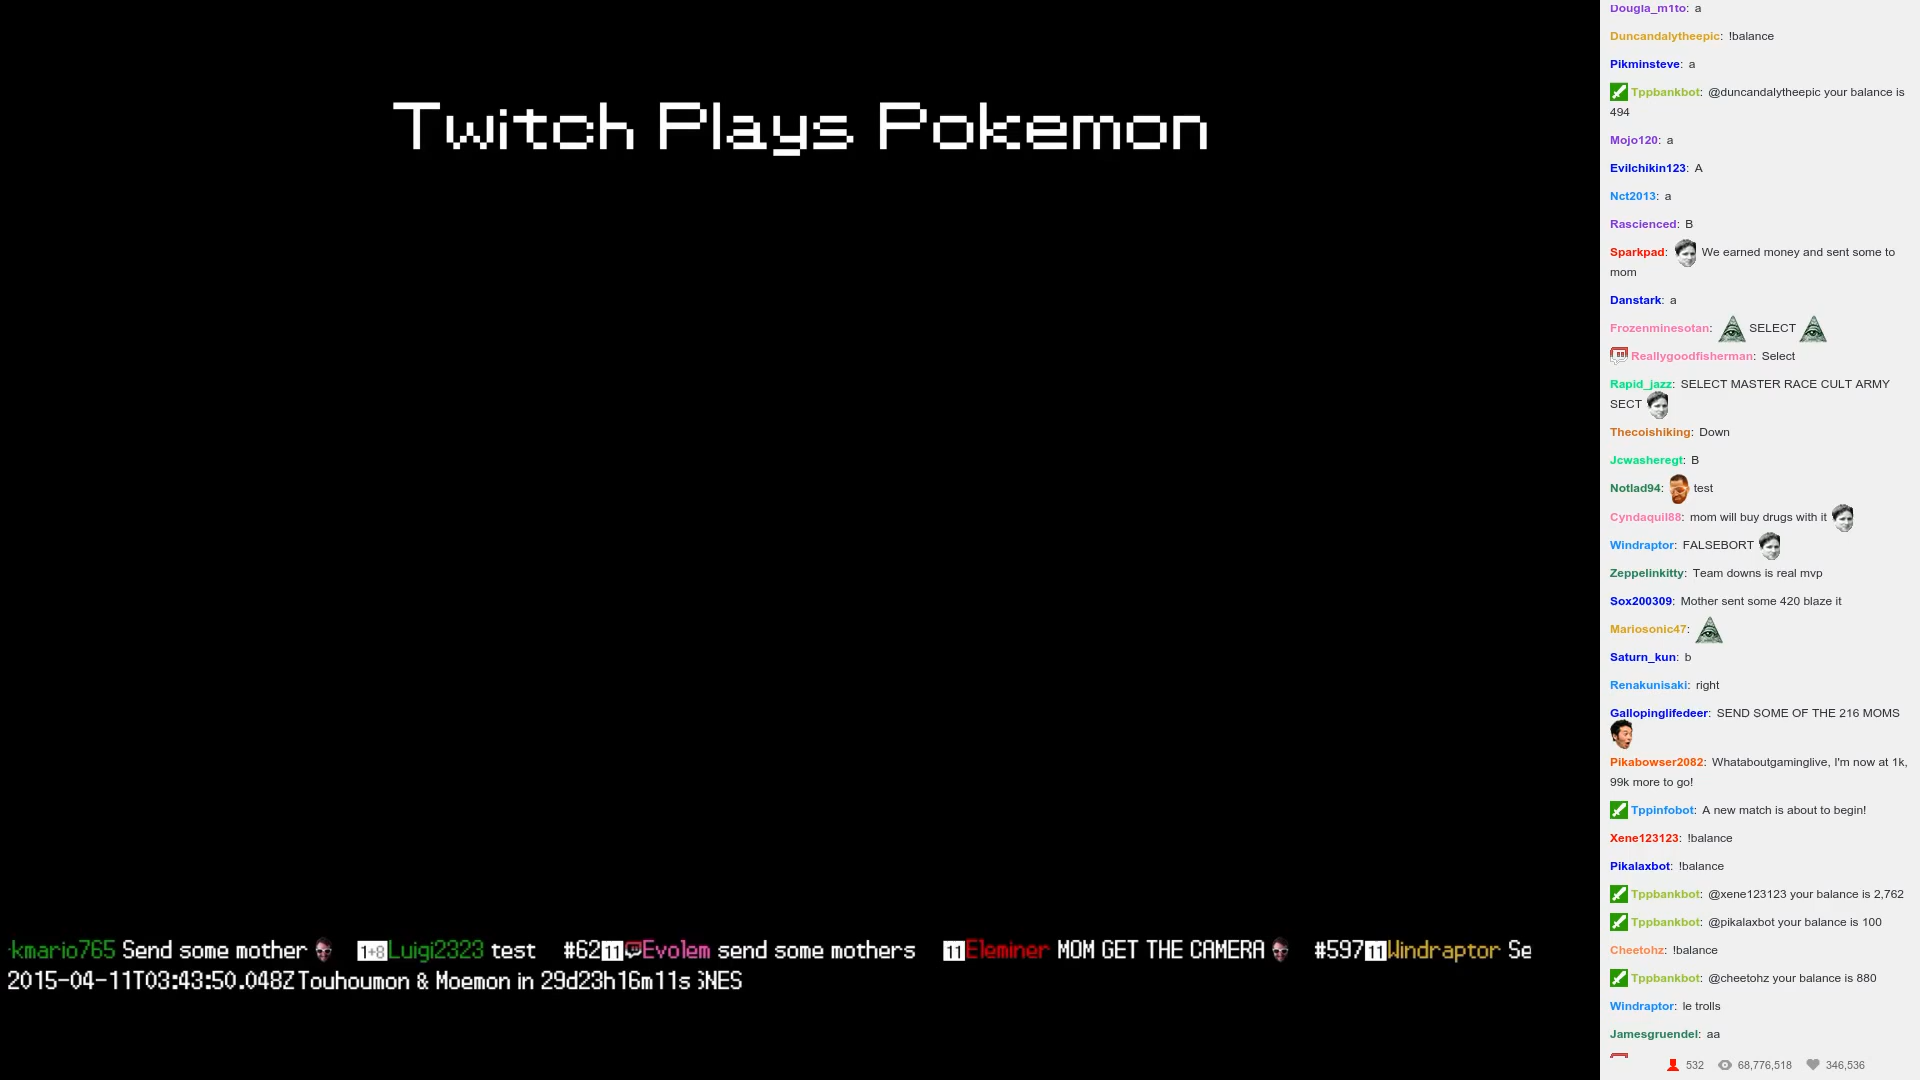 Twitch Plays Pokemon
kmario765 Send some mother 1+8 Luigi2323 test #62 11 Evolem send some mothers 11 Eleminer MOM GET THE CAMERA #597 11 Windraptor Se
2015-04-11T03:43:50.048Z Touhoumon & Moemon in 29d23h16m11s
Dougla_m1to: a
Duncandalytheepic: !balance
Pikminsteve: a
Tppbankbot: @duncandalytheepic your balance is
494
Mojo120: a
Evilchikin123: A
Nct2013: a
Rascienced: B
Sparkpad: We earned money and sent some to
mom
Danstark: a
Frozenminesotan: SELECT
Reallygoodfisherman: Select
Rapid_jazz: SELECT MASTER RACE CULT ARMY
SECT
Thecoishiking: Down
Jcwasheregt: B
Notlad94: test
Cyndaquil88: mom will buy drugs with it
Windraptor: FALSEBORT
Zeppelinkitty: Team downs is real mvp
Sox200309: Mother sent some 420 blaze it
Mariosonic47:
Saturn_kun: b
Renakunisaki: right
Gallopinglifedeer: SEND SOME OF THE 216 MOMS
Pikabowser2082: Whataboutgaminglive, I'm now at 1k,
99k more to go!
Tppinfobot: A new match is about to begin!
Xene123123: !balance
Pikalaxbot: !balance
Tppbankbot: @xene123123 your balance is 2,762
Tppbankbot: @pikalaxbot your balance is 100
Cheetohz: !balance
Tppbankbot: @cheetohz your balance is 880
Windraptor: le trolls
Jamesgruendel: aa
532 68,776,518 346,536